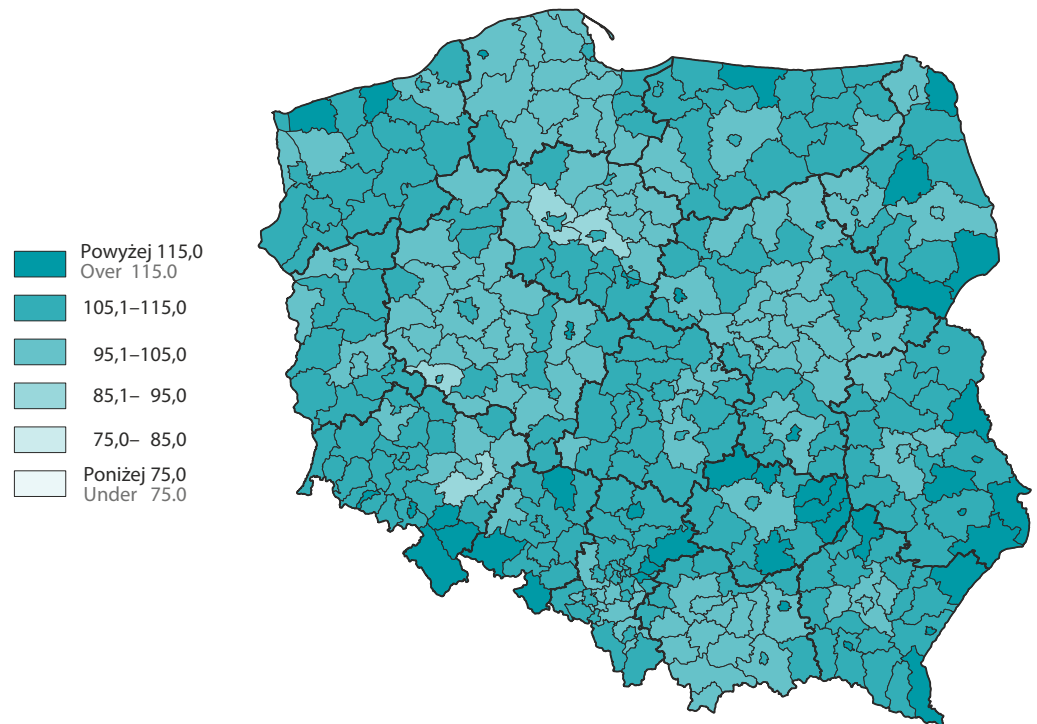 Powyżej 115,0
Over 115.0
105,1–115,0
95,1–105,0
85,1– 95,0
75,0– 85,0
Poniżej 75,0
Under 75.0